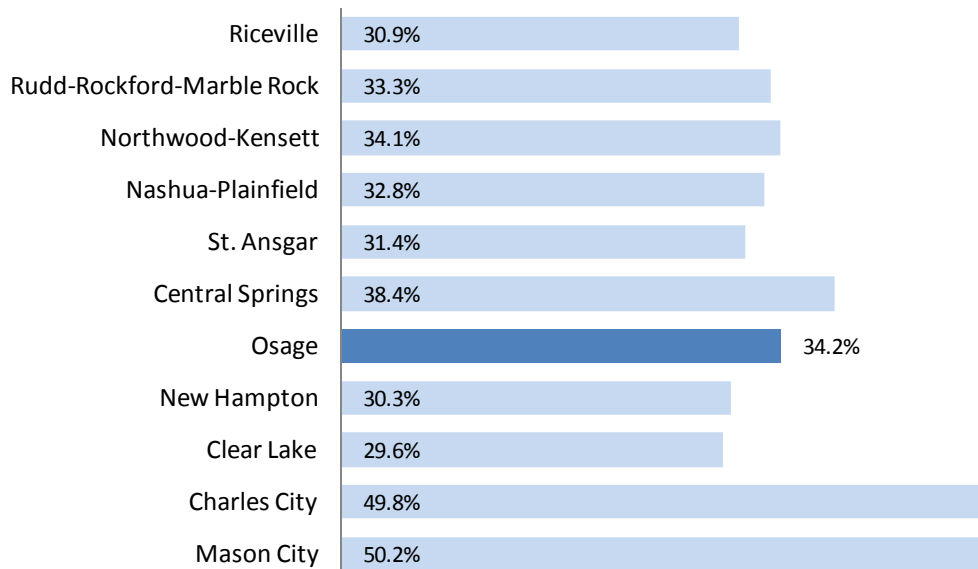 Riceville 30.9%
Rudd-Rockford-Marble Rock 33.3%
Northwood-Kensett 34.1%
Nashua-Plainfield 32.8%
St. Ansgar 31.4%
Central Springs 38.4%
Osage 34.2%
New Hampton 30.3%
Clear Lake 29.6%
Charles City 49.8%
Mason City 50.2%